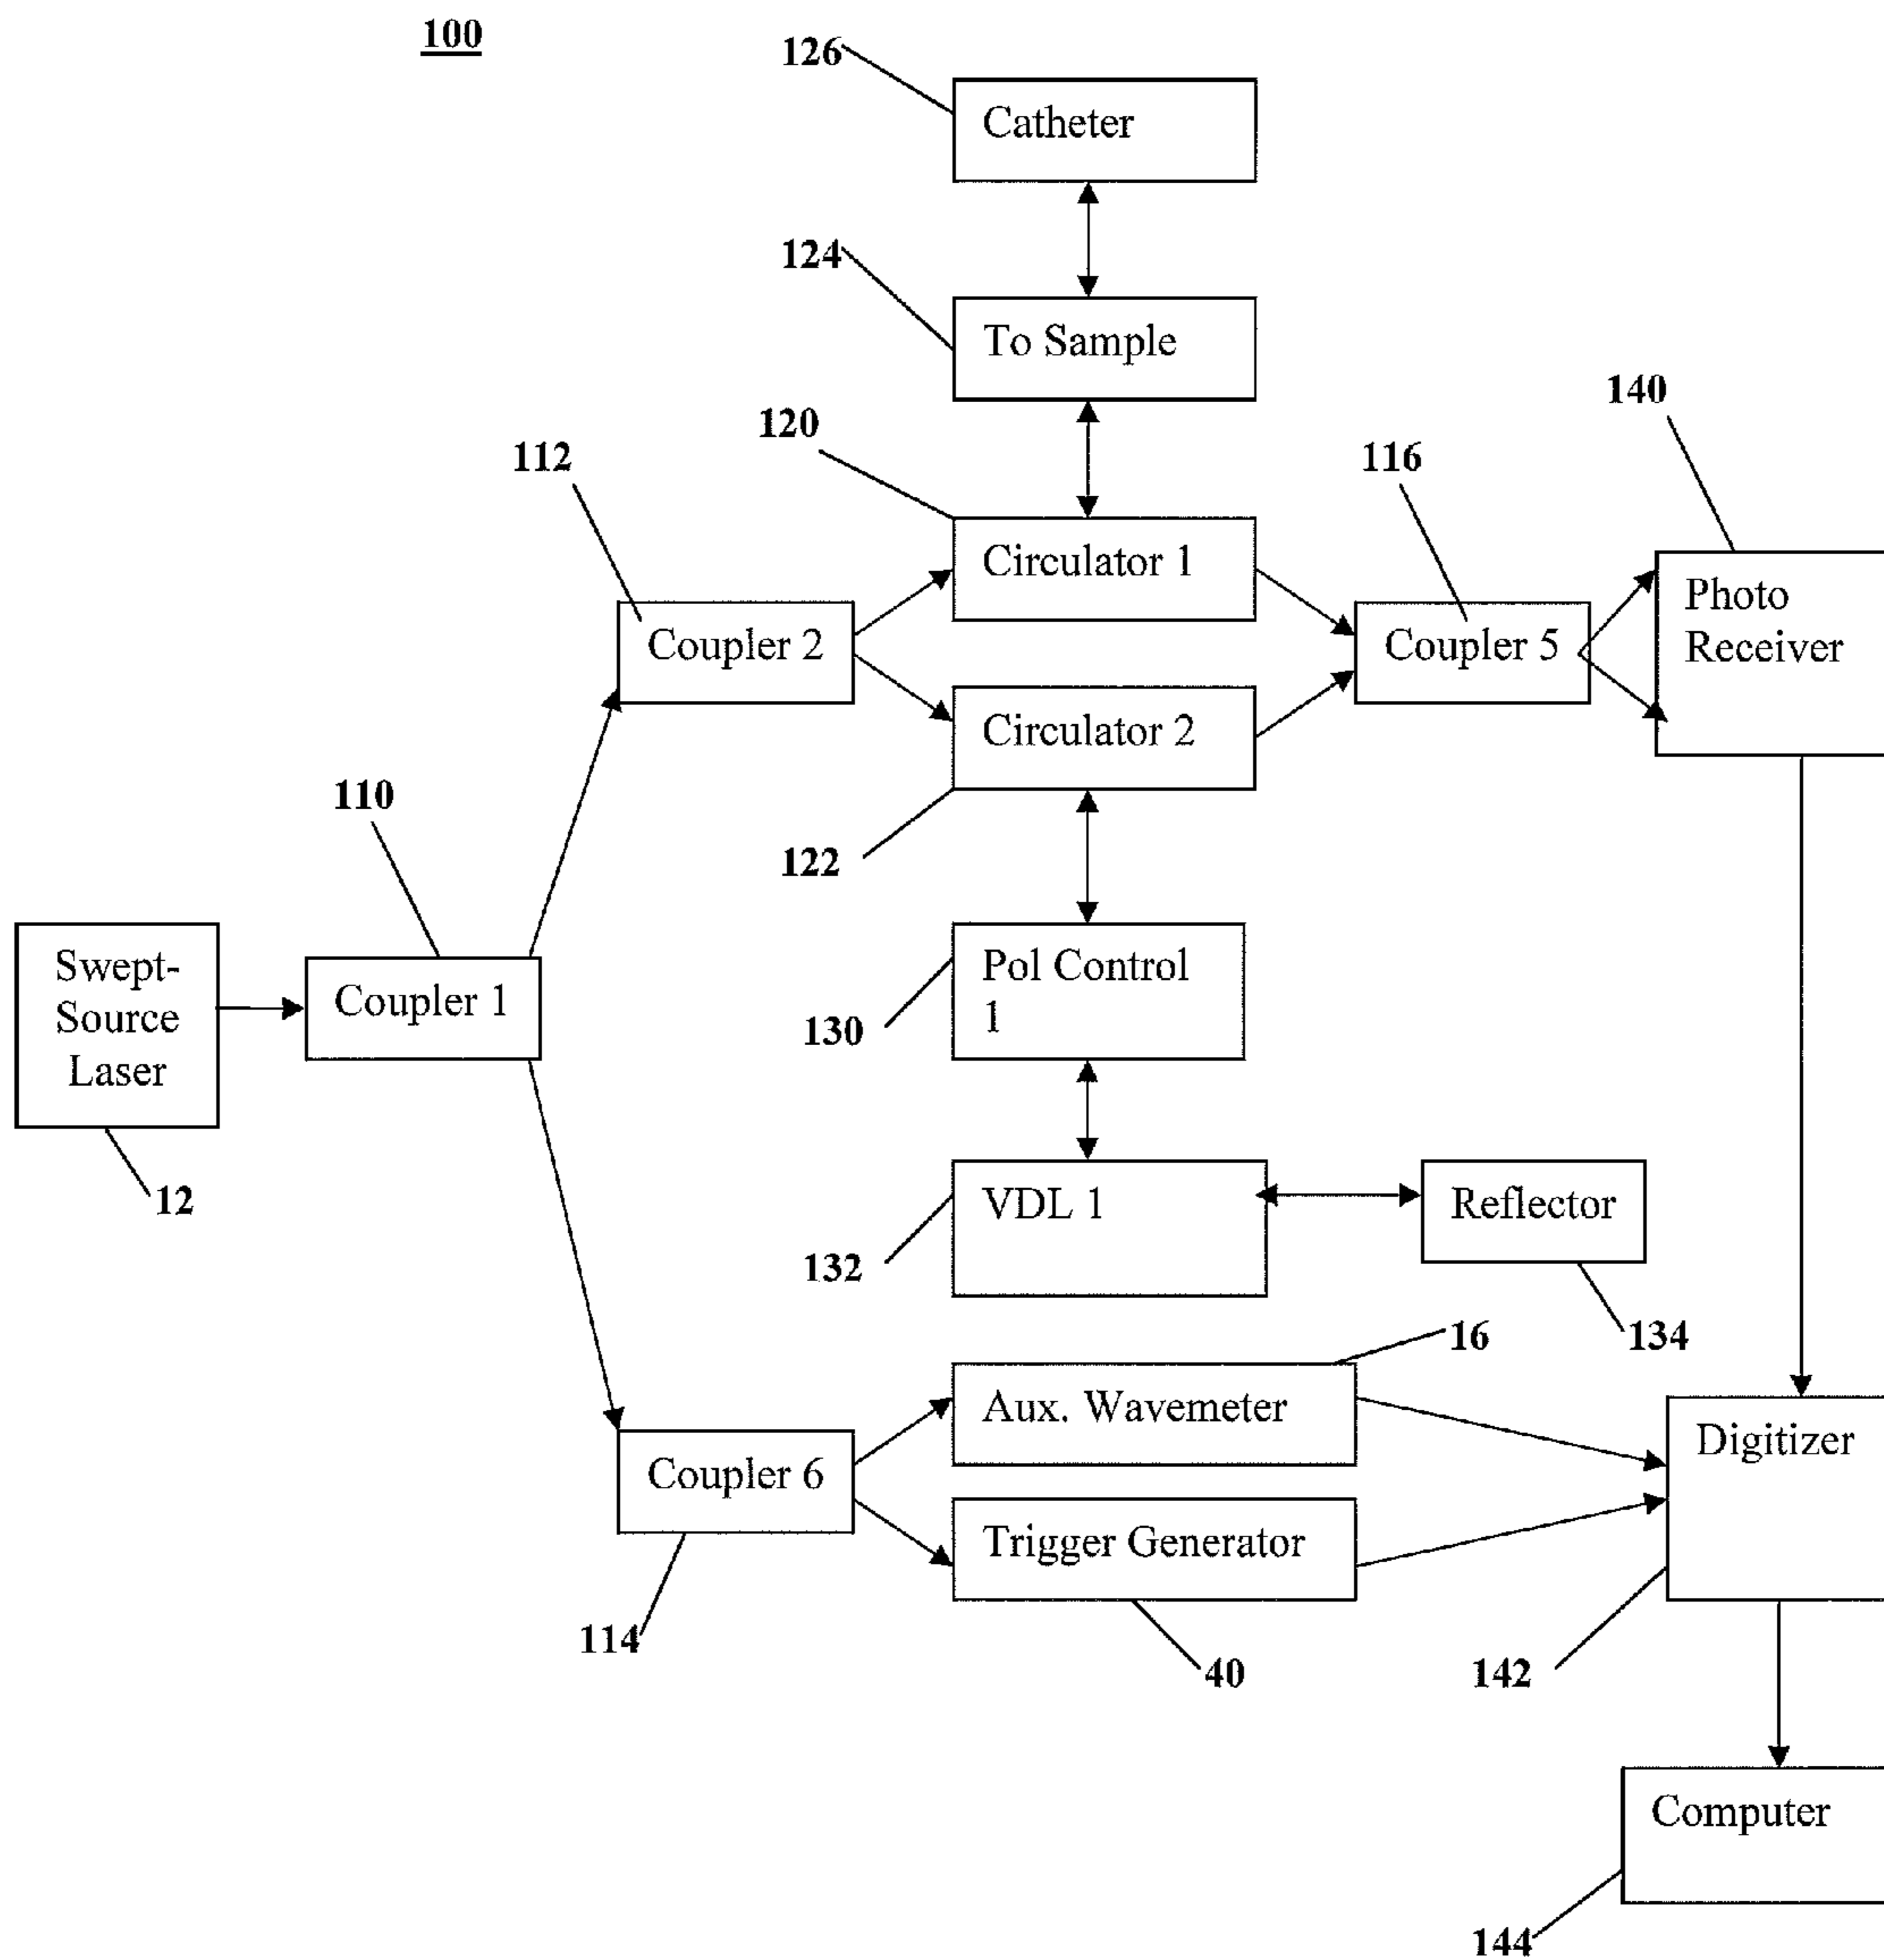 100
126
Catheter
124
To Sample
140
120
112
116
Circulator 1
Photo
Receiver
Coupler 2
Coupler 5
Circulator 2
110
122
Swept-
Source
Laser
Coupler 1
Pol Control
1
130
12
VDL 1
Reflector
132
16
134
Aux. Wavemeter
Digitizer
Coupler 6
Trigger Generator
114
40
142
Computer
144